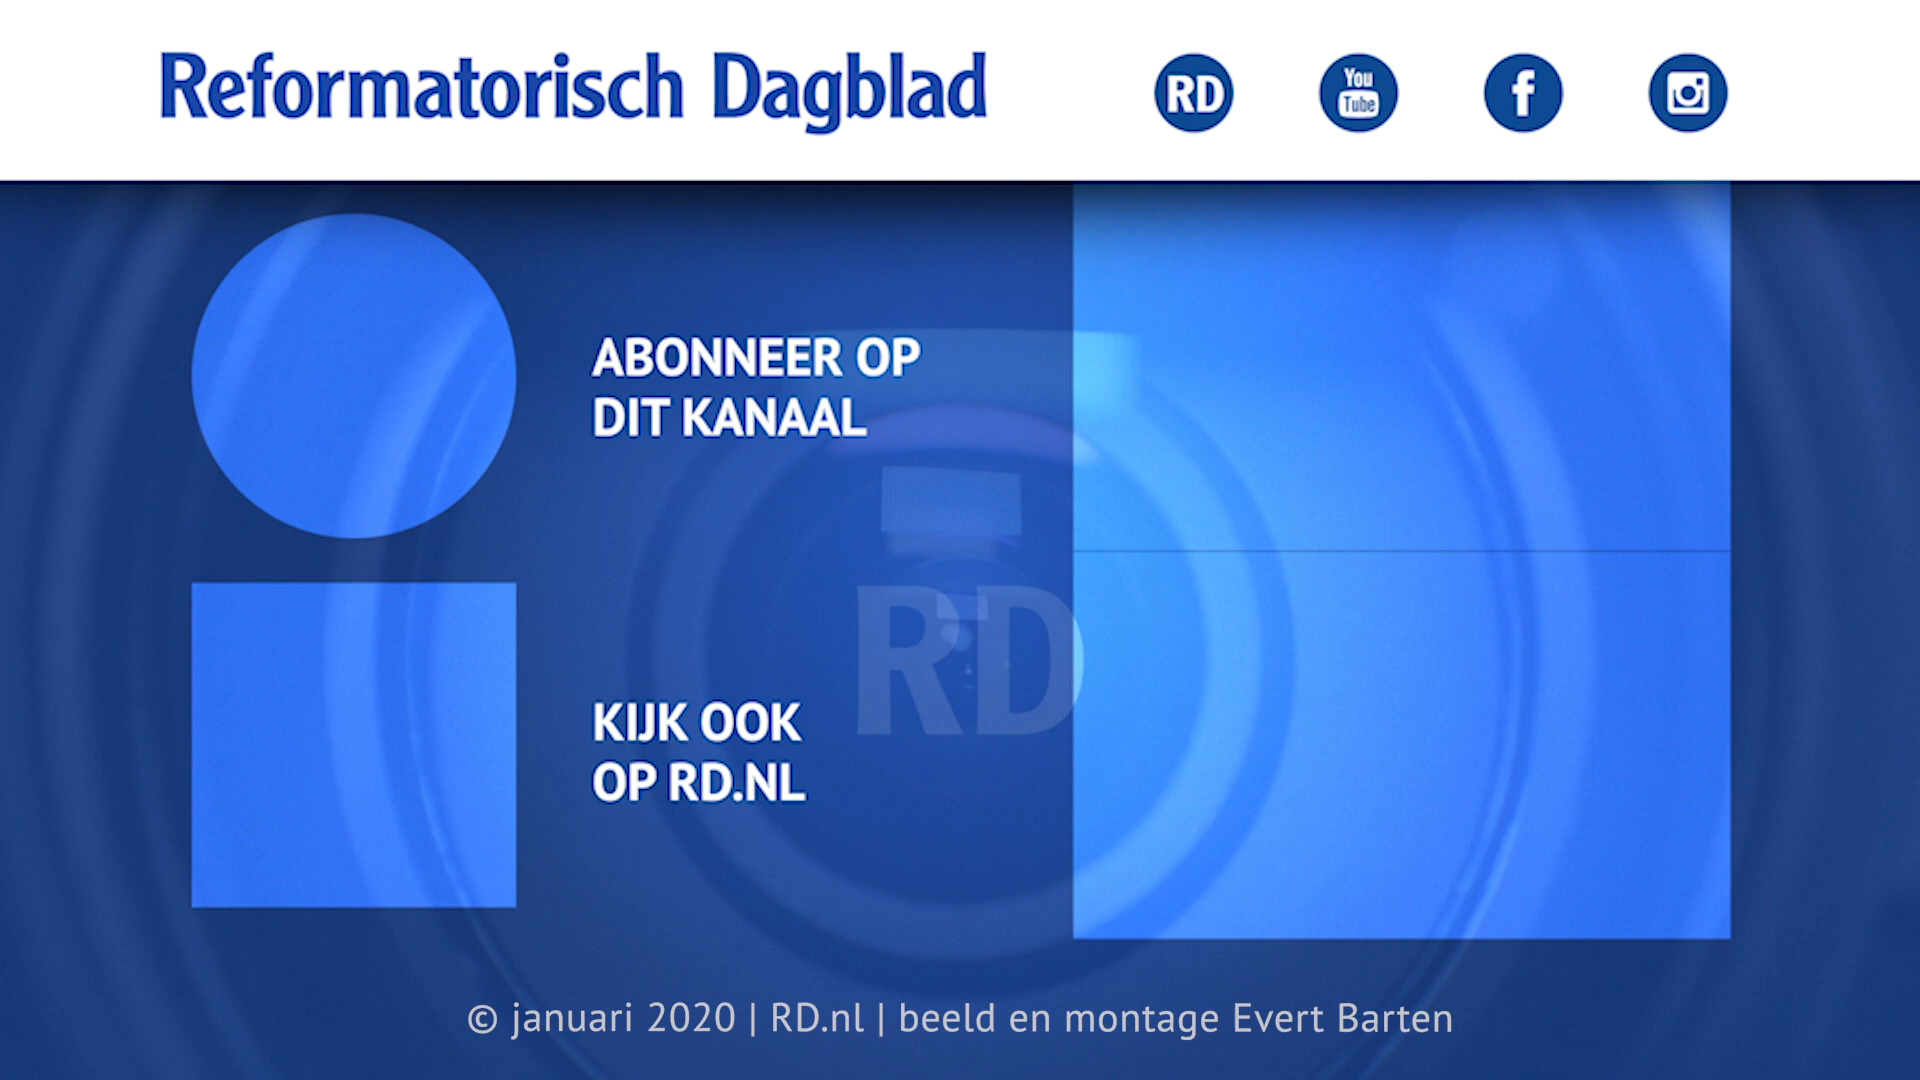 Reformatorisch Dagblad
RD
You
Tube
f
ABONNEER OP
DIT KANAAL
RD
KIJK OOK
OP RD.NL
© januari 2020 | RD.nl | beeld en montage Evert Barten